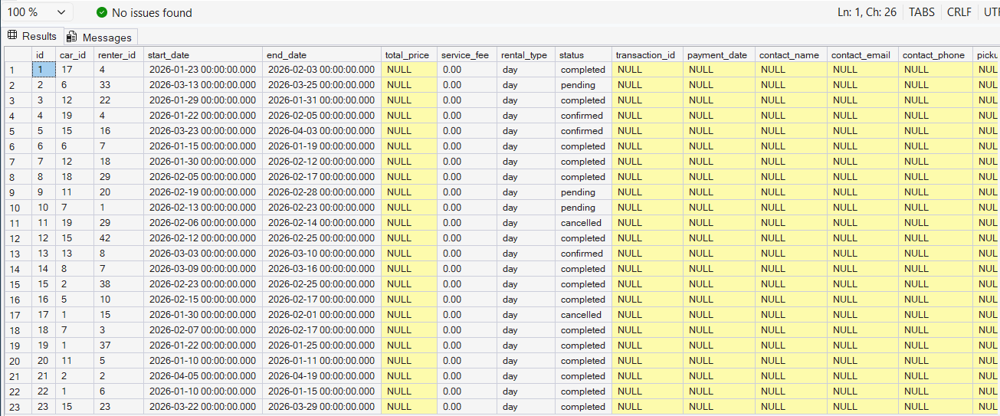 100 % No issues found Ln: 1, Ch: 26 TABS CRLF UTF
Results Messages
id car_id renter_id start_date end_date total_price service_fee rental_type status transaction_id payment_date contact_name contact_email contact_phone picku
1 1 17 4 2026-01-23 00:00:00.000 2026-02-03 00:00:00.000 NULL 0.00 day completed NULL NULL NULL NULL NULL NUL
2 2 6 33 2026-03-13 00:00:00.000 2026-03-25 00:00:00.000 NULL 0.00 day pending NULL NULL NULL NULL NULL NUL
3 3 12 22 2026-01-29 00:00:00.000 2026-01-31 00:00:00.000 NULL 0.00 day completed NULL NULL NULL NULL NULL NUL
4 4 19 4 2026-01-22 00:00:00.000 2026-02-05 00:00:00.000 NULL 0.00 day confirmed NULL NULL NULL NULL NULL NUL
5 5 15 16 2026-03-23 00:00:00.000 2026-04-03 00:00:00.000 NULL 0.00 day confirmed NULL NULL NULL NULL NULL NUL
6 6 6 7 2026-01-15 00:00:00.000 2026-01-19 00:00:00.000 NULL 0.00 day completed NULL NULL NULL NULL NULL NUL
7 7 12 18 2026-01-30 00:00:00.000 2026-02-12 00:00:00.000 NULL 0.00 day completed NULL NULL NULL NULL NULL NUL
8 8 18 29 2026-02-05 00:00:00.000 2026-02-17 00:00:00.000 NULL 0.00 day completed NULL NULL NULL NULL NULL NUL
9 9 11 20 2026-02-19 00:00:00.000 2026-02-28 00:00:00.000 NULL 0.00 day pending NULL NULL NULL NULL NULL NUL
10 10 7 1 2026-02-13 00:00:00.000 2026-02-23 00:00:00.000 NULL 0.00 day pending NULL NULL NULL NULL NULL NUL
11 11 19 29 2026-02-06 00:00:00.000 2026-02-14 00:00:00.000 NULL 0.00 day cancelled NULL NULL NULL NULL NULL NUL
12 12 15 42 2026-02-12 00:00:00.000 2026-02-25 00:00:00.000 NULL 0.00 day completed NULL NULL NULL NULL NULL NUL
13 13 13 8 2026-03-03 00:00:00.000 2026-03-10 00:00:00.000 NULL 0.00 day confirmed NULL NULL NULL NULL NULL NUL
14 14 8 7 2026-03-09 00:00:00.000 2026-03-16 00:00:00.000 NULL 0.00 day completed NULL NULL NULL NULL NULL NUL
15 15 2 38 2026-02-23 00:00:00.000 2026-02-25 00:00:00.000 NULL 0.00 day completed NULL NULL NULL NULL NULL NUL
16 16 5 10 2026-02-15 00:00:00.000 2026-02-17 00:00:00.000 NULL 0.00 day completed NULL NULL NULL NULL NULL NUL
17 17 1 15 2026-01-30 00:00:00.000 2026-02-01 00:00:00.000 NULL 0.00 day cancelled NULL NULL NULL NULL NULL NUL
18 18 7 3 2026-02-07 00:00:00.000 2026-02-17 00:00:00.000 NULL 0.00 day completed NULL NULL NULL NULL NULL NUL
19 19 1 37 2026-01-22 00:00:00.000 2026-01-25 00:00:00.000 NULL 0.00 day completed NULL NULL NULL NULL NULL NUL
20 20 11 5 2026-01-10 00:00:00.000 2026-01-11 00:00:00.000 NULL 0.00 day completed NULL NULL NULL NULL NULL NUL
21 21 2 2 2026-04-05 00:00:00.000 2026-04-19 00:00:00.000 NULL 0.00 day completed NULL NULL NULL NULL NULL NUL
22 22 1 6 2026-01-10 00:00:00.000 2026-01-15 00:00:00.000 NULL 0.00 day completed NULL NULL NULL NULL NULL NUL
23 23 15 23 2026-03-22 00:00:00.000 2026-03-29 00:00:00.000 NULL 0.00 day completed NULL NULL NULL NULL NULL NUL